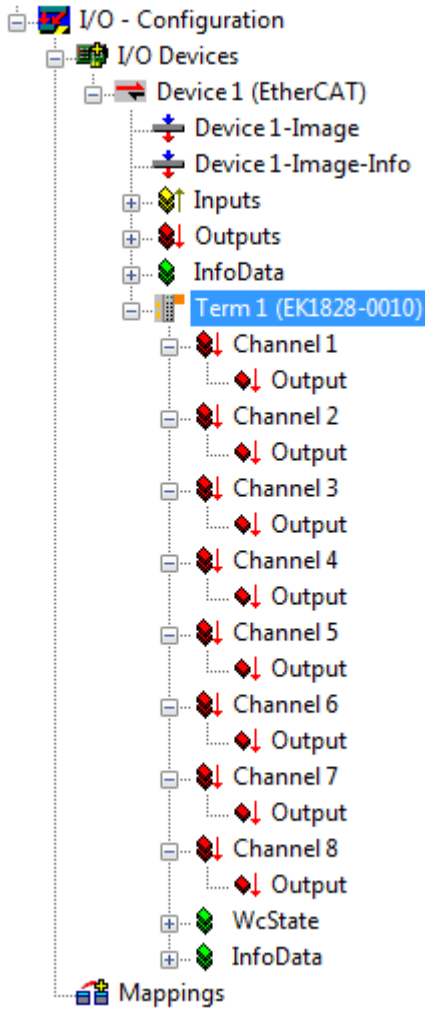 I/O - Configuration
I/O Devices
Device 1 (EtherCAT)
Device 1-Image
Device 1-Image-Info
Inputs
Outputs
InfoData
Term 1 (EK1828-0010)
Channel 1
Output
Channel 2
Output
Channel 3
Output
Channel 4
Output
Channel 5
Output
Channel 6
Output
Channel 7
Output
Channel 8
Output
WcState
InfoData
Mappings